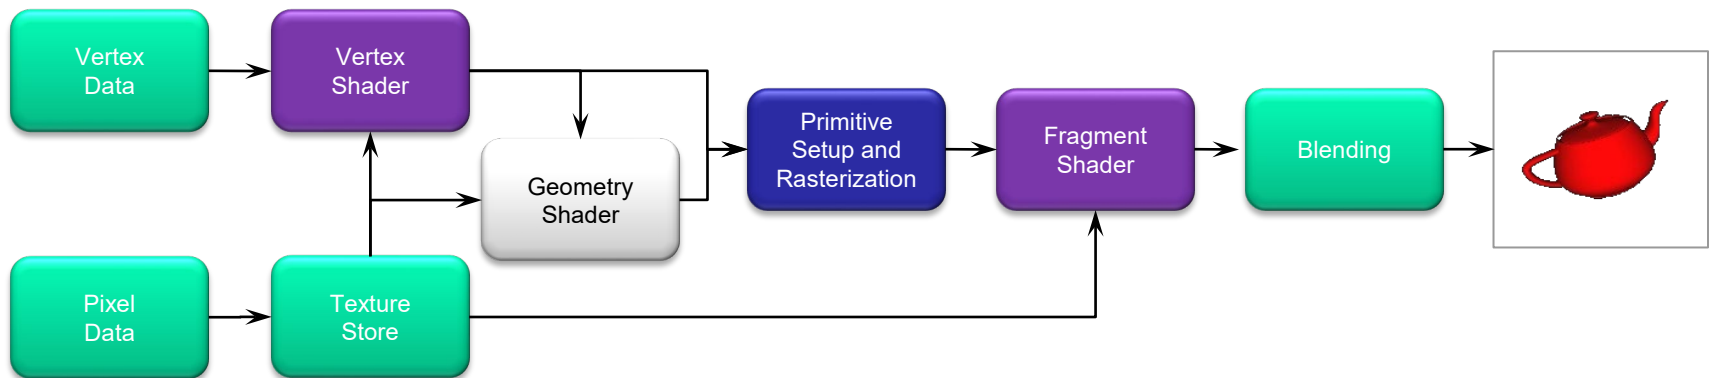 Vertex
Data
Vertex
Shader
Geometry
Shader
Primitive
Setup and
Rasterization
Fragment
Shader
Blending
Pixel
Data
Texture
Store